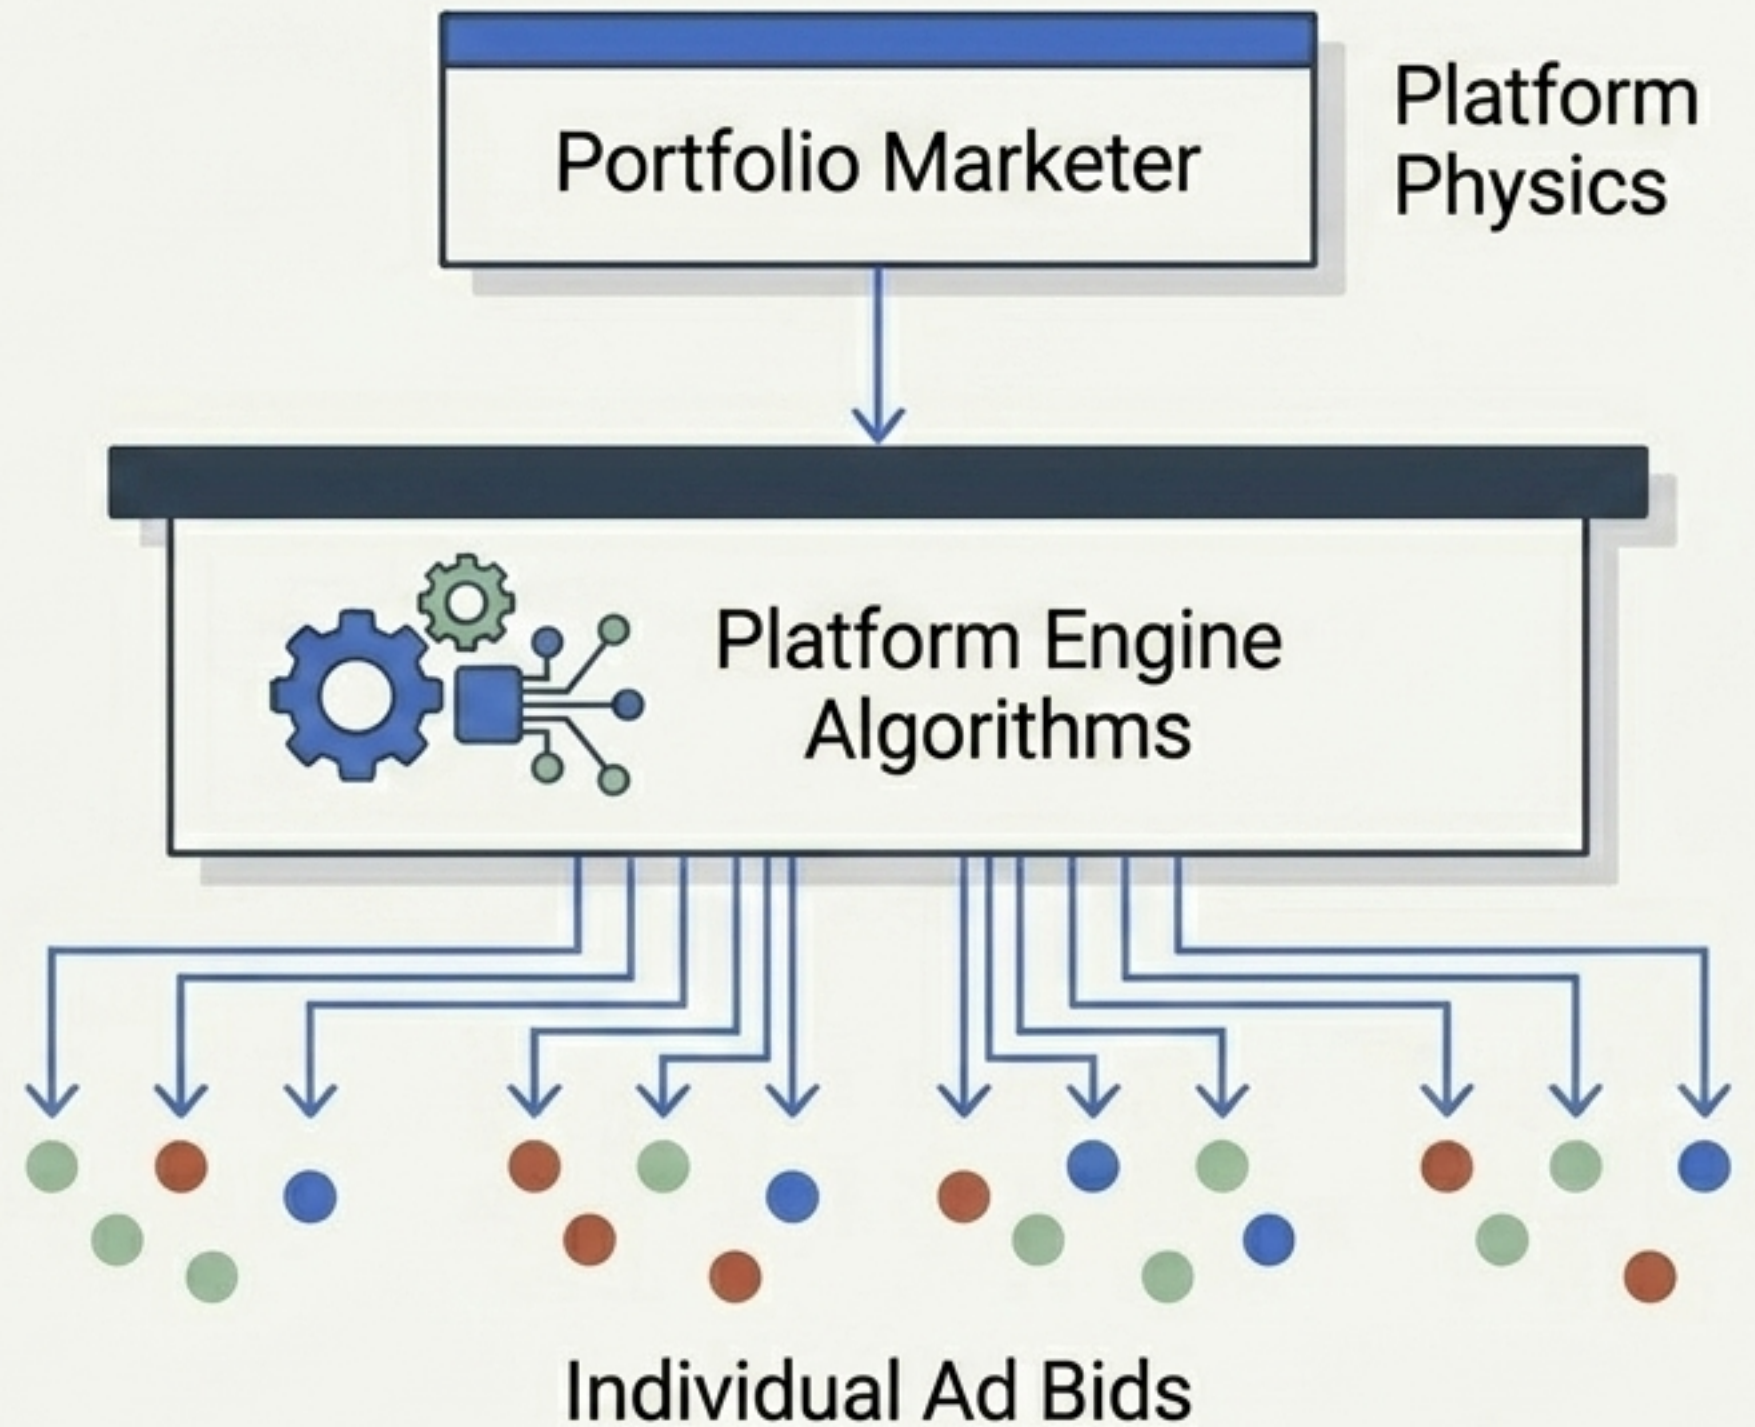 Portfolio Marketer
Platform
Physics
Platform Engine
Algorithms
Individual Ad Bids